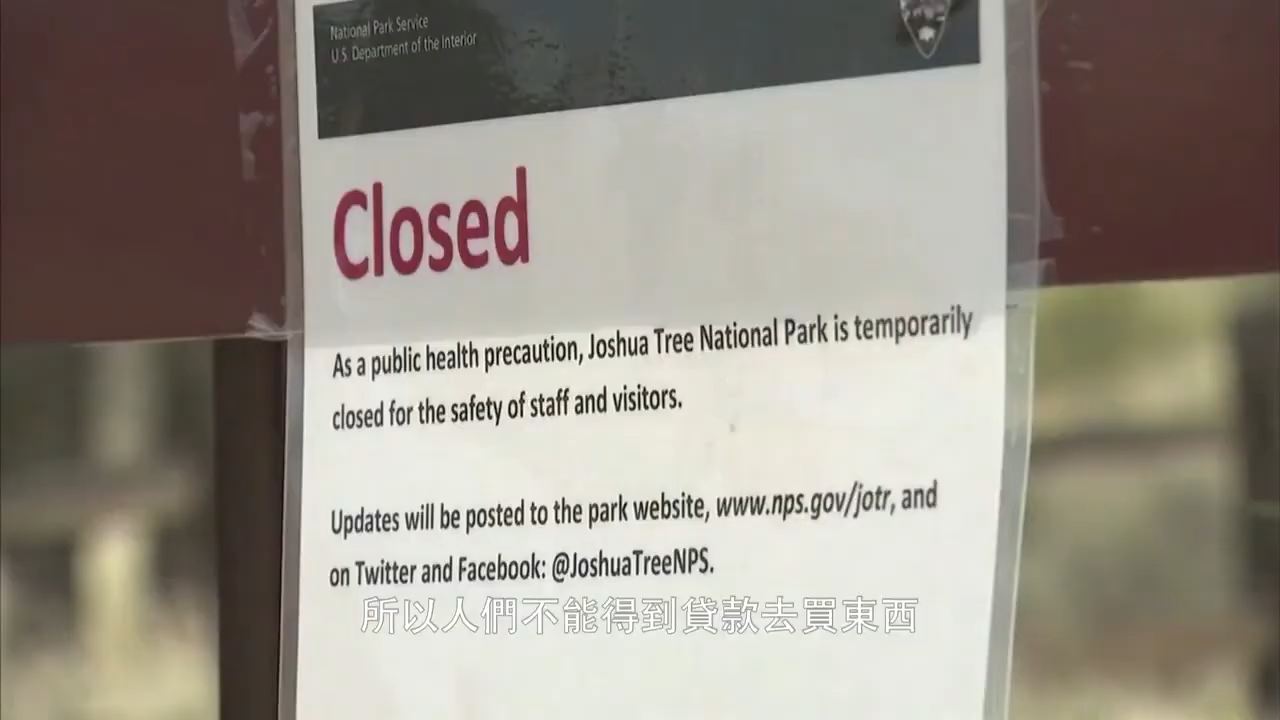 National Park Service
U.S. Department of the Interior
Closed
As a public health precaution, Joshua Tree National Park is temporarily
closed for the safety of staff and visitors.
Updates will be posted to the park website, www.nps.gov/jotr, and
on Twitter and Facebook: @JoshuaTreeNPS.
所以人們不能得到貸款去買東西